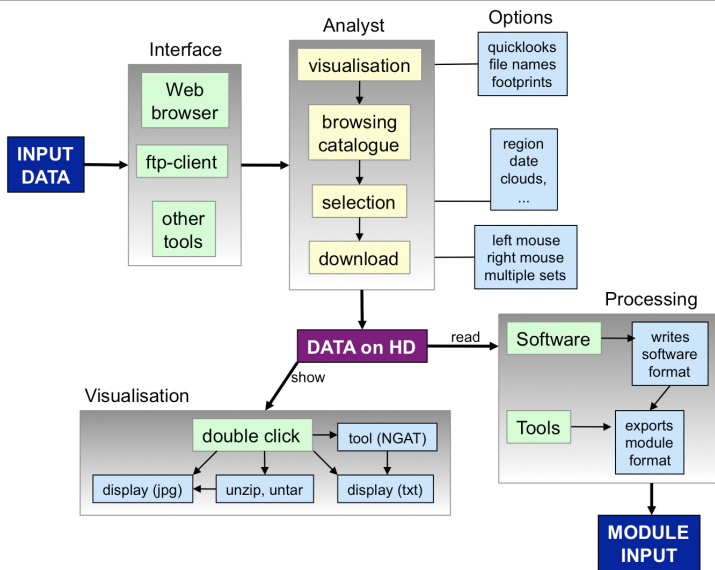 Options
Analyst
Interface
quicklooks
file names
footprints
visualisation
Web
browser
browsing
catalogue
INPUT
DATA
ftp-client
region
date
clouds,
...
selection
other
tools
left mouse
right mouse
multiple sets
download
Processing
DATA on HD
read
Software
writes
software
format
show
Visualisation
double click
tool (NGAT)
Tools
exports
module
format
display (jpg)
unzip, untar
display (txt)
MODULE
INPUT